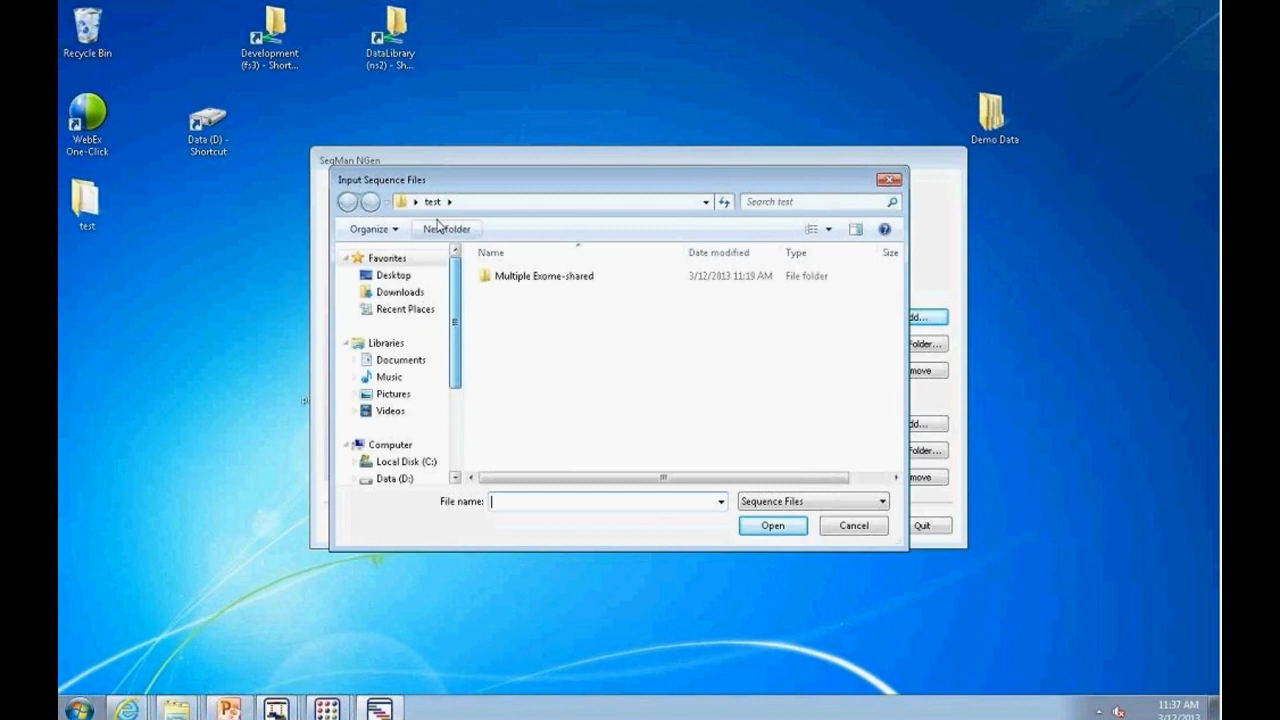 Recycle Bin
Development
(fs3) - Short...
DataLibrary
(ns2) - Sh...
WebEx
One-Click
Data (D) -
Shortcut
Demo Data
test
SeqMan NGen
Input Sequence Files
test
Search test
Organize
New folder
Name
Date modified
Type
Size
Favorites
Desktop
Downloads
Recent Places
Libraries
Documents
Music
Pictures
Videos
Computer
Local Disk (C:)
Data (D:)
Multiple Exome-shared
3/12/2013 11:19 AM
File folder
dd...
Folder...
move
dd...
Folder...
move
File name:
Sequence Files
Open
Cancel
Quit
11:37 AM
3/12/2013